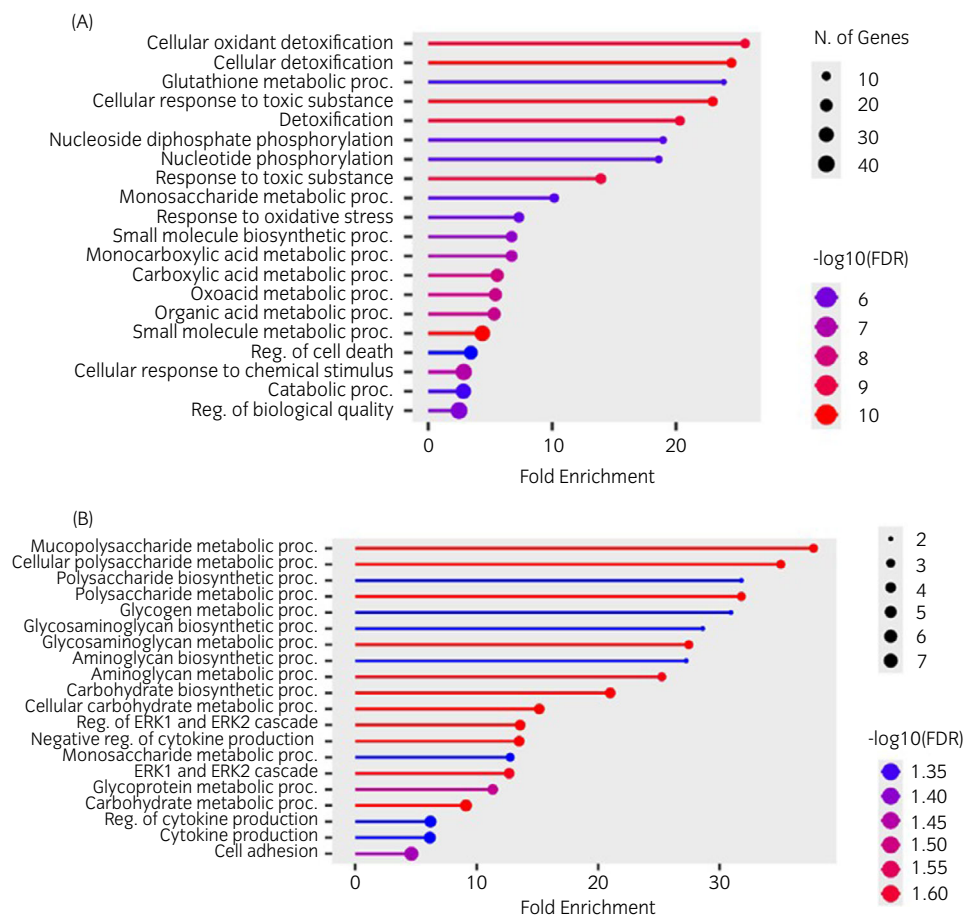 (A)
Cellular oxidant detoxification
Cellular detoxification
Glutathione metabolic proc.
Cellular response to toxic substance
Detoxification
Nucleoside diphosphate phosphorylation
Nucleotide phosphorylation
Response to toxic substance
Monosaccharide metabolic proc.
Response to oxidative stress
Small molecule biosynthetic proc.
Monocarboxylic acid metabolic proc.
Carboxylic acid metabolic proc.
Oxoacid metabolic proc.
Organic acid metabolic proc.
Small molecule metabolic proc.
Reg. of cell death
Cellular response to chemical stimulus
Catabolic proc.
Reg. of biological quality
0 10 20
Fold Enrichment
N. of Genes
10
20
30
40
-log10(FDR)
6
7
8
9
10
(B)
Mucopolysaccharide metabolic proc.
Cellular polysaccharide metabolic proc.
Polysaccharide biosynthetic proc.
Polysaccharide metabolic proc.
Glycogen metabolic proc.
Glycosaminoglycan biosynthetic proc.
Glycosaminoglycan metabolic proc.
Aminoglycan biosynthetic proc.
Aminoglycan metabolic proc.
Carbohydrate biosynthetic proc.
Cellular carbohydrate metabolic proc.
Reg. of ERK1 and ERK2 cascade
Negative reg. of cytokine production
Monosaccharide metabolic proc.
ERK1 and ERK2 cascade
Glycoprotein metabolic proc.
Carbohydrate metabolic proc.
Reg. of cytokine production
Cytokine production
Cell adhesion
0 10 20 30
Fold Enrichment
2
3
4
5
6
7
-log10(FDR)
1.35
1.40
1.45
1.50
1.55
1.60